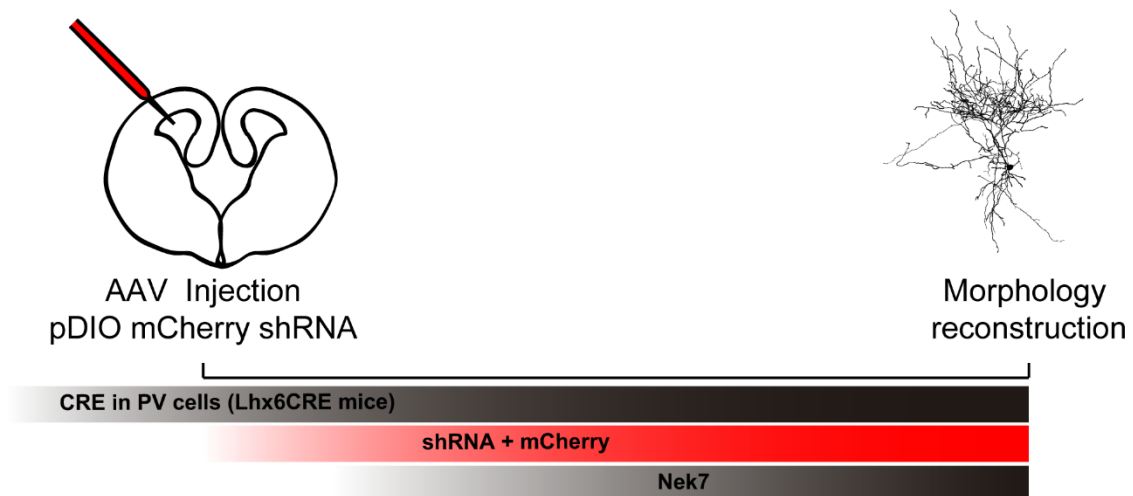 AAV Injection
pDIO mCherry shRNA
Morphology
reconstruction
CRE in PV cells (Lhx6CRE mice)
shRNA + mCherry
Nek7